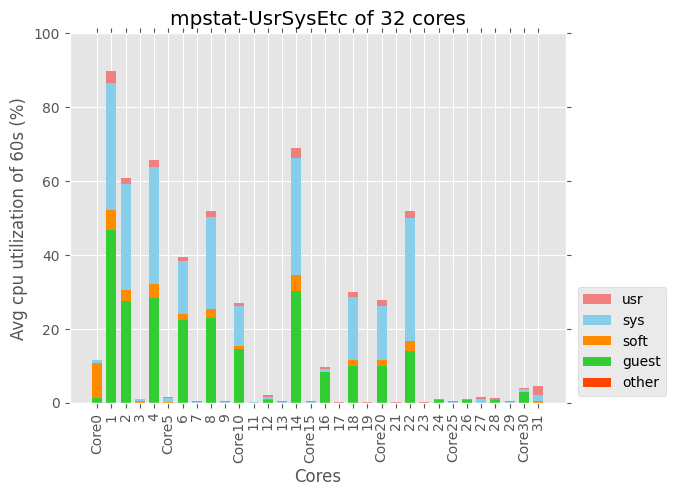 mpstat-UsrSysEtc of 32 cores
Avg cpu utilization of 60s (%)
100
80
60
40
20
0
Core0
1
2
3
4
Core5
6
7
8
9
Core10
11
12
13
14
Core15
16
17
18
19
Core20
21
22
23
24
Core25
26
27
28
29
Core30
31
Cores
usr
sys
soft
guest
other